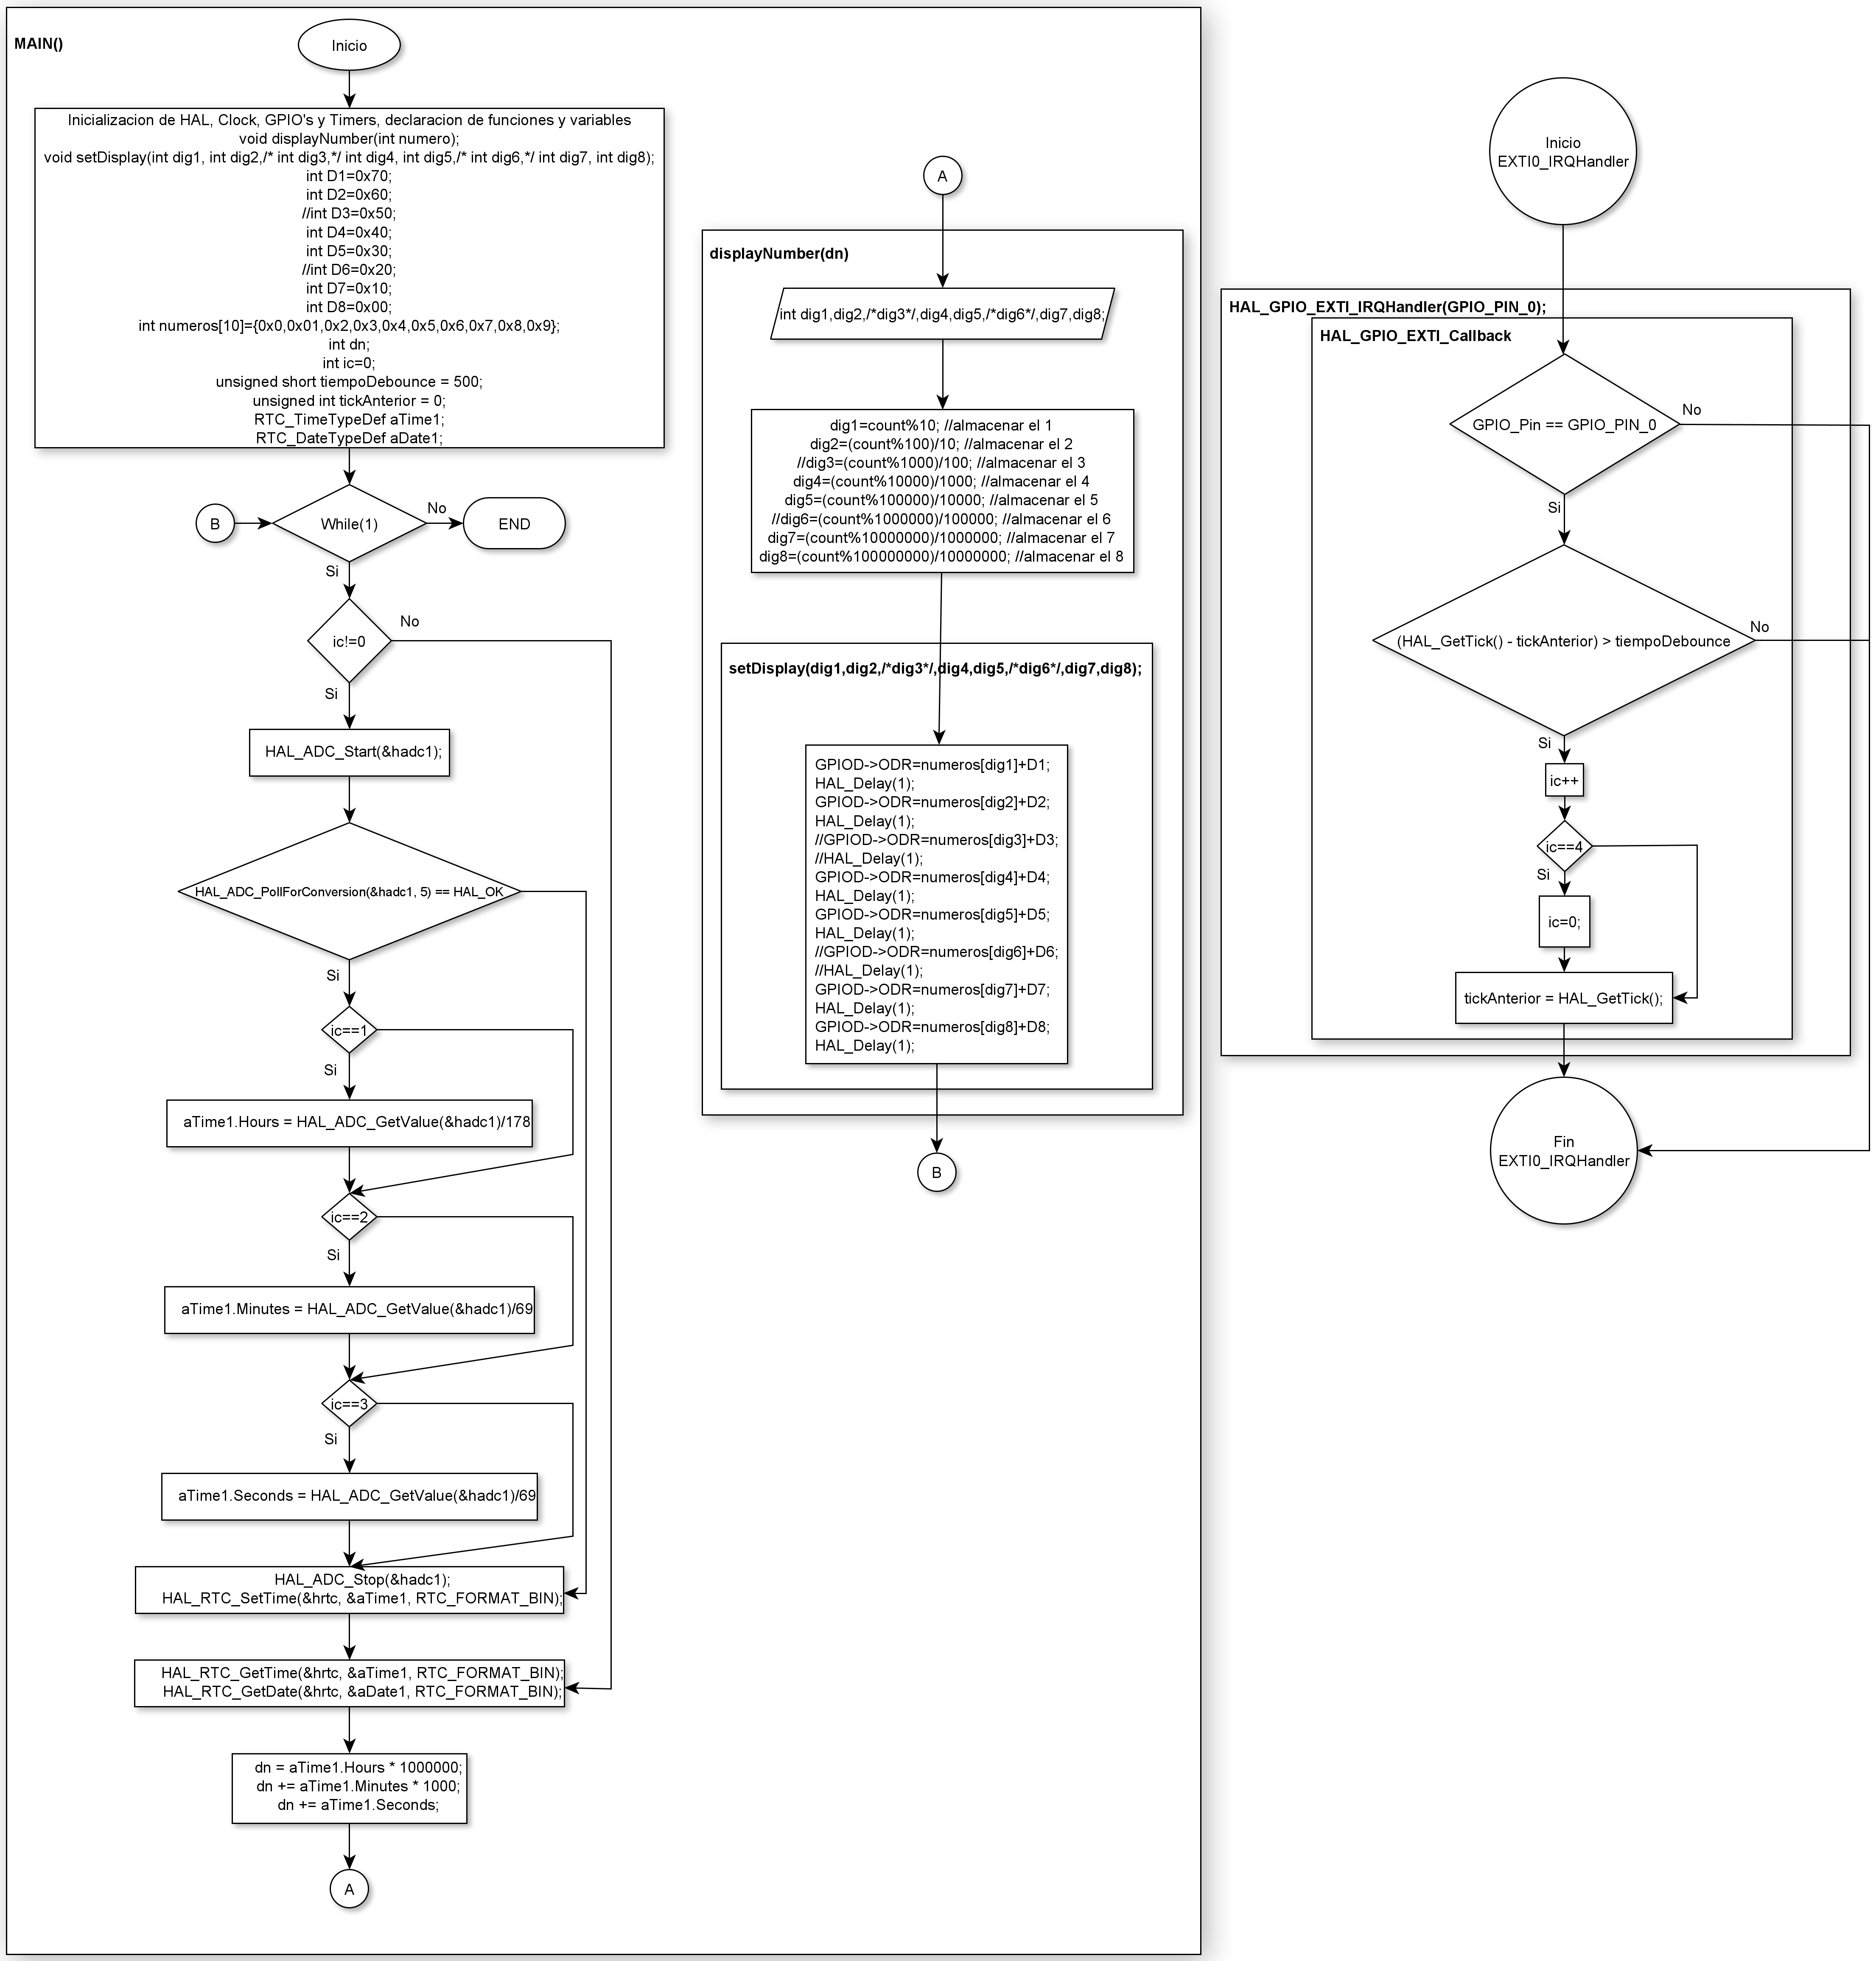 MAIN()
Inicio
Inicializacion de HAL, Clock, GPIO's y Timers, declaracion de funciones y variables
void displayNumber(int numero);
void setDisplay(int dig1, int dig2,/* int dig3,*/ int dig4, int dig5,/* int dig6,*/ int dig7, int dig8);
int D1=0x70;
int D2=0x60;
//int D3=0x50;
int D4=0x40;
int D5=0x30;
//int D6=0x20;
int D7=0x10;
int D8=0x00;
int numeros[10]={0x0,0x01,0x2,0x3,0x4,0x5,0x6,0x7,0x8,0x9};
int dn;
int ic=0;
unsigned short tiempoDebounce = 500;
unsigned int tickAnterior = 0;
RTC_TimeTypeDef aTime1;
RTC_DateTypeDef aDate1;
B
While(1)
No
END
Si
ic!=0
No
Si
HAL_ADC_Start(&hadc1);
HAL_ADC_PollForConversion(&hadc1, 5) == HAL_OK
Si
ic==1
Si
aTime1.Hours = HAL_ADC_GetValue(&hadc1)/178
ic==2
Si
aTime1.Minutes = HAL_ADC_GetValue(&hadc1)/69
ic==3
Si
aTime1.Seconds = HAL_ADC_GetValue(&hadc1)/69
HAL_ADC_Stop(&hadc1);
HAL_RTC_SetTime(&hrtc, &aTime1, RTC_FORMAT_BIN);
HAL_RTC_GetTime(&hrtc, &aTime1, RTC_FORMAT_BIN);
HAL_RTC_GetDate(&hrtc, &aDate1, RTC_FORMAT_BIN);
dn = aTime1.Hours * 1000000;
dn += aTime1.Minutes * 1000;
dn += aTime1.Seconds;
A
A
displayNumber(dn)
int dig1,dig2,/*dig3*/,dig4,dig5,/*dig6*/,dig7,dig8;
dig1=count%10; //almacenar el 1
dig2=(count%100)/10; //almacenar el 2
//dig3=(count%1000)/100; //almacenar el 3
dig4=(count%10000)/1000; //almacenar el 4
dig5=(count%100000)/10000; //almacenar el 5
//dig6=(count%1000000)/100000; //almacenar el 6
dig7=(count%10000000)/1000000; //almacenar el 7
dig8=(count%100000000)/10000000; //almacenar el 8
setDisplay(dig1,dig2,/*dig3*/,dig4,dig5,/*dig6*/,dig7,dig8);
GPIOD->ODR=numeros[dig1]+D1;
HAL_Delay(1);
GPIOD->ODR=numeros[dig2]+D2;
HAL_Delay(1);
//GPIOD->ODR=numeros[dig3]+D3;
//HAL_Delay(1);
GPIOD->ODR=numeros[dig4]+D4;
HAL_Delay(1);
GPIOD->ODR=numeros[dig5]+D5;
HAL_Delay(1);
//GPIOD->ODR=numeros[dig6]+D6;
//HAL_Delay(1);
GPIOD->ODR=numeros[dig7]+D7;
HAL_Delay(1);
GPIOD->ODR=numeros[dig8]+D8;
HAL_Delay(1);
B
Inicio
EXTI0_IRQHandler
HAL_GPIO_EXTI_IRQHandler(GPIO_PIN_0);
HAL_GPIO_EXTI_Callback
GPIO_Pin == GPIO_PIN_0
No
Si
(HAL_GetTick() - tickAnterior) > tiempoDebounce
No
Si
ic++
ic==4
Si
ic=0;
tickAnterior = HAL_GetTick();
Fin
EXTI0_IRQHandler